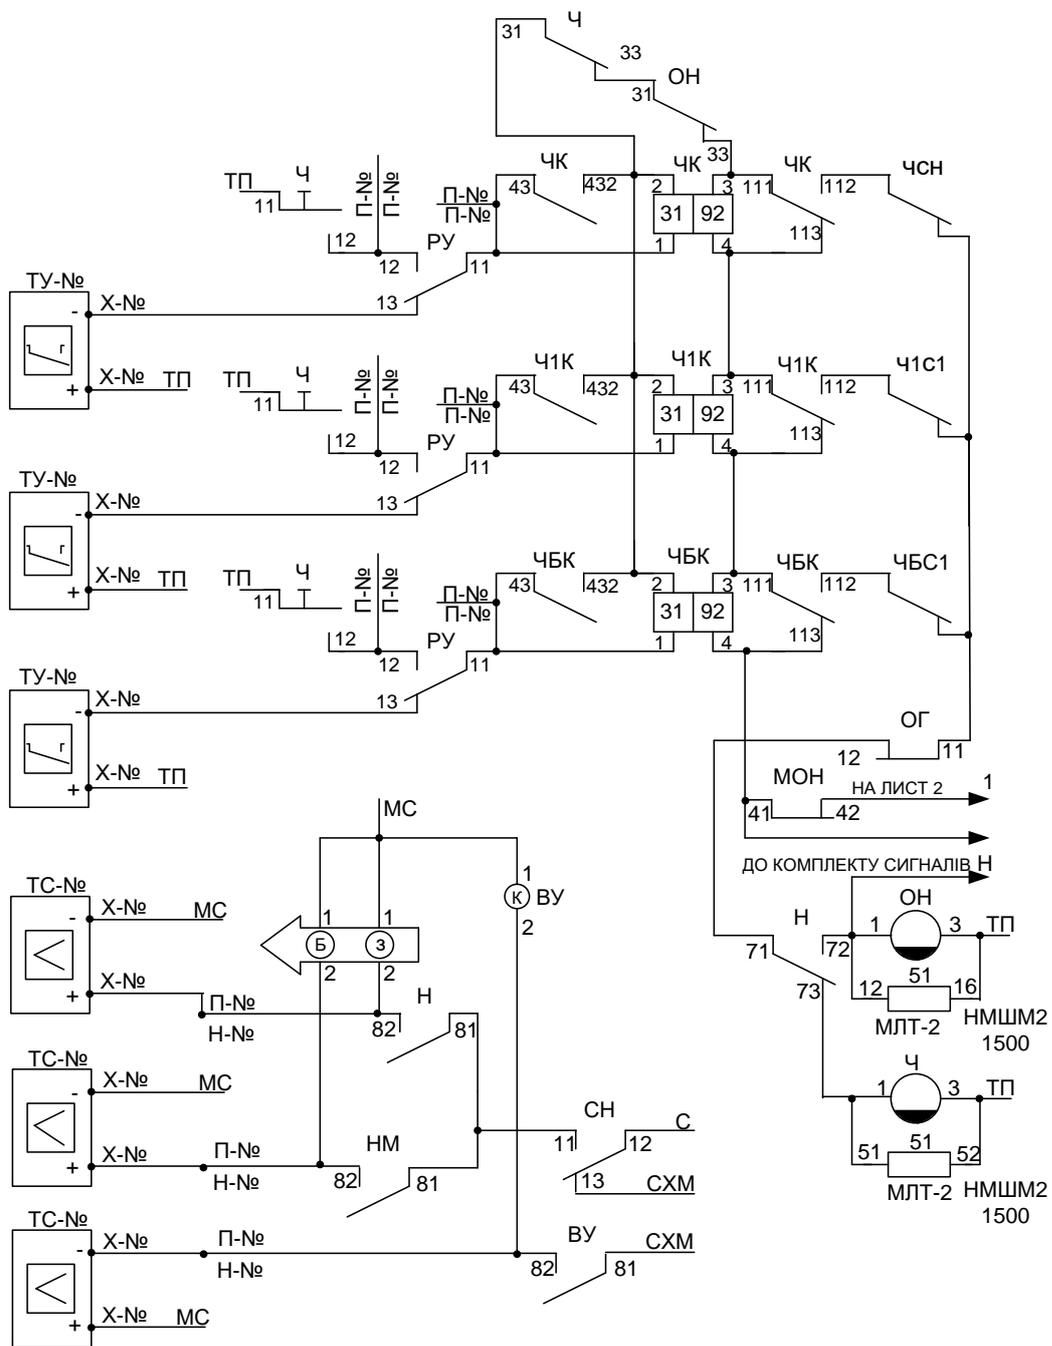 Ч
31
33
ОН
31
33
ТП
Ч
11
П-№
П-№
12
12
РУ
11
13
П-№
П-№
ЧК
43
432
ЧК
2
3
31
92
1
4
ЧК
111
112
113
ЧСН
ТУ-№
-
Х-№
+
Х-№
ТП
г
ТП
Ч
11
П-№
П-№
12
12
РУ
11
13
П-№
П-№
Ч1К
43
432
Ч1К
2
3
31
92
1
4
Ч1К
111
112
113
Ч1С1
ТУ-№
-
Х-№
+
Х-№
ТП
г
ТП
Ч
11
П-№
П-№
12
12
РУ
11
13
П-№
П-№
ЧБК
43
432
ЧБК
2
3
31
92
1
4
ЧБК
111
112
113
ЧБС1
ТУ-№
-
Х-№
+
Х-№
ТП
г
ОГ
12
11
МОН
41
42
НА ЛИСТ 2
1
ДО КОМПЛЕКТУ СИГНАЛІВ
Н
МС
1
К
ВУ
2
1
1
Б
З
2
2
ТС-№
-
Х-№
МС
+
Х-№
П-№
Н-№
Н
82
81
ТС-№
-
Х-№
МС
+
Х-№
П-№
Н-№
НМ
82
81
СН
11
12
С
13
СХМ
ТС-№
-
Х-№
П-№
Н-№
+
Х-№
МС
ВУ
82
81
СХМ
Н
71
72
73
ОН
1
3
ТП
51
12
16
МЛТ-2
НМШМ2
1500
Ч
1
3
ТП
51
51
52
МЛТ-2
НМШМ2
1500